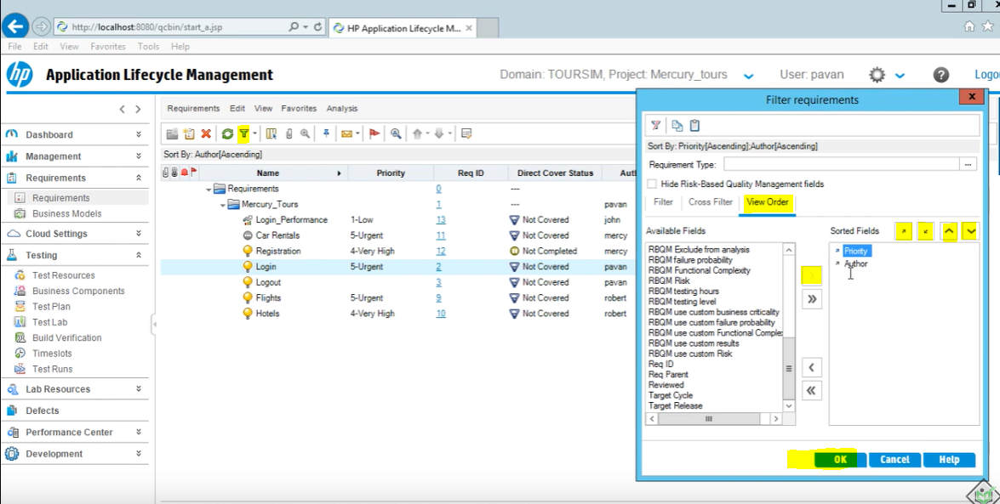 http://localhost:8080/qcbin/start_a.jsp
HP Application Lifecycle M...
File Edit View Favorites Tools Help
hp
Application Lifecycle Management
Domain: TOURSIM, Project: Mercury_tours
User: pavan
Dashboard
Management
Requirements
Requirements
Business Models
Cloud Settings
Testing
Test Resources
Business Components
Test Plan
Test Lab
Build Verification
Timeslots
Test Runs
Lab Resources
Defects
Performance Center
Development
Requirements Edit View Favorites Analysis
Sort By: Author[Ascending]
Name Priority Req ID Direct Cover Status
Requirements 0 ---
Mercury_Tours 1 --- pavan
Login_Performance 1-Low 13 Not Covered john
Car Rentals 5-Urgent 11 Not Covered mercy
Registration 4-Very High 12 Not Completed mercy
Login 5-Urgent 2 Not Covered pavan
Logout 3 Not Covered pavan
Flights 5-Urgent 9 Not Covered robert
Hotels 4-Very High 10 Not Covered robert
Filter requirements
Sort By: Priority[Ascending];Author[Ascending]
Requirement Type:
...
Hide Risk-Based Quality Management fields
Filter Cross Filter View Order
Available Fields
RBQM Exclude from analysis
RBQM failure probability
RBQM Functional Complexity
RBQM Risk
RBQM testing hours
RBQM testing level
RBQM use custom business criticality
RBQM use custom failure probability
RBQM use custom Functional Comple
RBQM use custom results
RBQM use custom Risk
Req ID
Req Parent
Reviewed
Target Cycle
Target Release
Sorted Fields
Priority
Author
OK Cancel Help